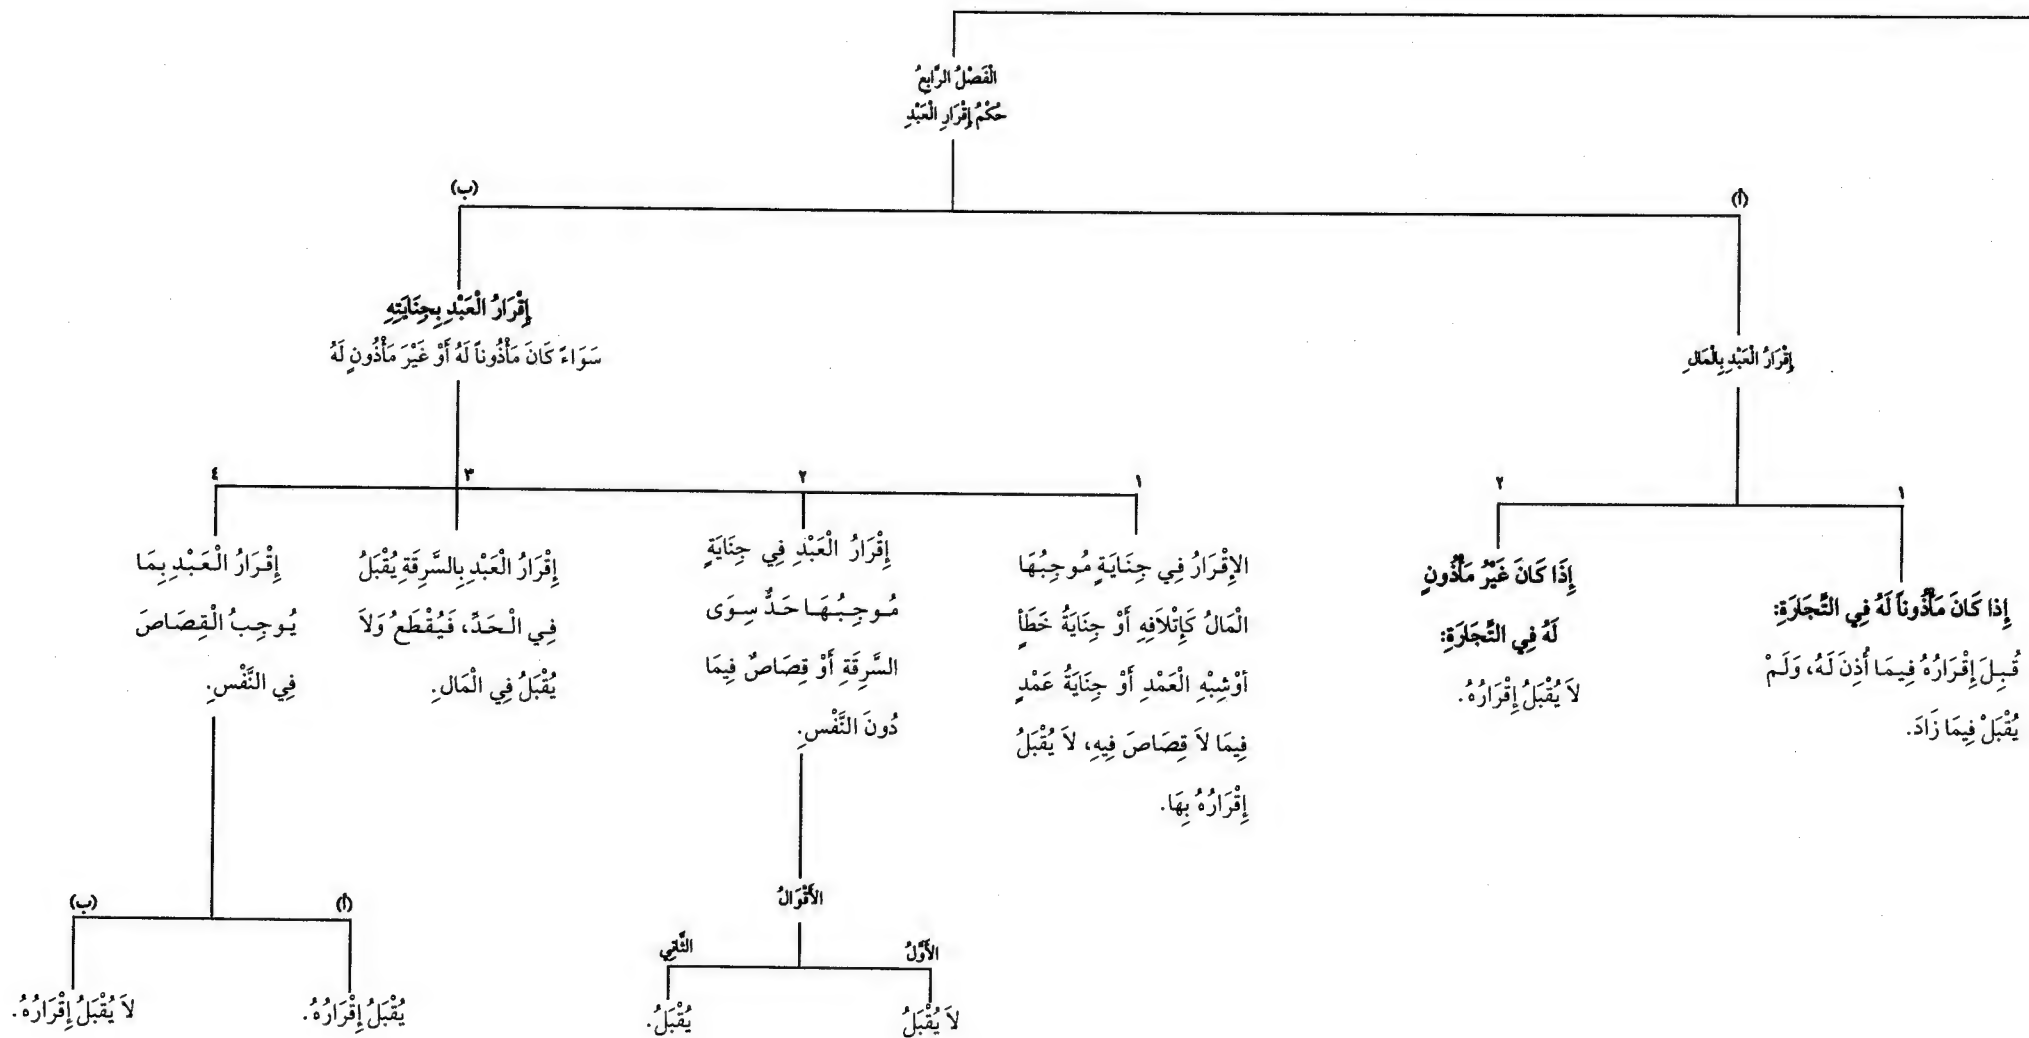 الْفَصْلُ الرَّابِعُ
حُكْمُ إِقْرَارِ الْعَبْدِ
(أ)
إِقْرَارُ الْعَبْدِ بِالْمَالِ
١
إِذا كَانَ مَأْذُوناً لَهُ فِي التِّجَارَةِ:
قُبِلَ إِقْرَارُهُ فِيمَا أُذِنَ لَهُ، وَلَمْ
يُقْبَلْ فِيمَا زَادَ.
٢
إِذَا كَانَ غَيْرُ مَأْذُونٍ
لَهُ فِي التِّجَارَةِ:
لاَ يُقْبَلُ إِقْرَارُهُ.
(ب)
إِقْرَارُ الْعَبْدِ بِجِنَايَتِهِ
سَوَاءً كَانَ مَأْذُوناً لَهُ أَوْ غَيْرَ مَأْذُونٍ لَهُ
١
الإِقْرَارُ فِي جِنَايَةٍ مُوجِبُهَا
الْمَالُ كَإِتْلَافِهِ أَوْ جِنَايَةُ خَطَأٍ
أوْشِبْهِ الْعَمْدِ أَوْ جِنَايَةُ عَمْدٍ
فِيمَا لاَ قِصَاصَ فِيهِ، لاَ يُقْبَلُ
إِقْرَارُهُ بِهَا.
٢
إِقْرَارُ الْعَبْدِ فِي جِنَايَةٍ
مُوجِبُهَا حَدٌّ سِوَى
السَّرِقَةِ أَوْ قِصَاصٌ فِيمَا
دُونَ النَّفْسِ.
الأَقْوَالُ
الأَوَّلُ
لاَ يُقْبَلُ
الثَّانِي
يُقْبَلُ.
٣
إِقْرَارُ الْعَبْدِ بِالسَّرِقَةِ يُقْبَلُ
فِي الْحَدِّ، فَيُقْطَعُ وَلاَ
يُقْبَلُ فِي الْمَالِ.
٤
إِقْرَارُ الْعَبْدِ بِمَا
يُوجِبُ الْقِصَاصَ
فِي النَّفْسِ.
(أ)
يُقْبَلُ إِقْرَارُهُ.
(ب)
لاَ يُقْبَلُ إِقْرَارُهُ.